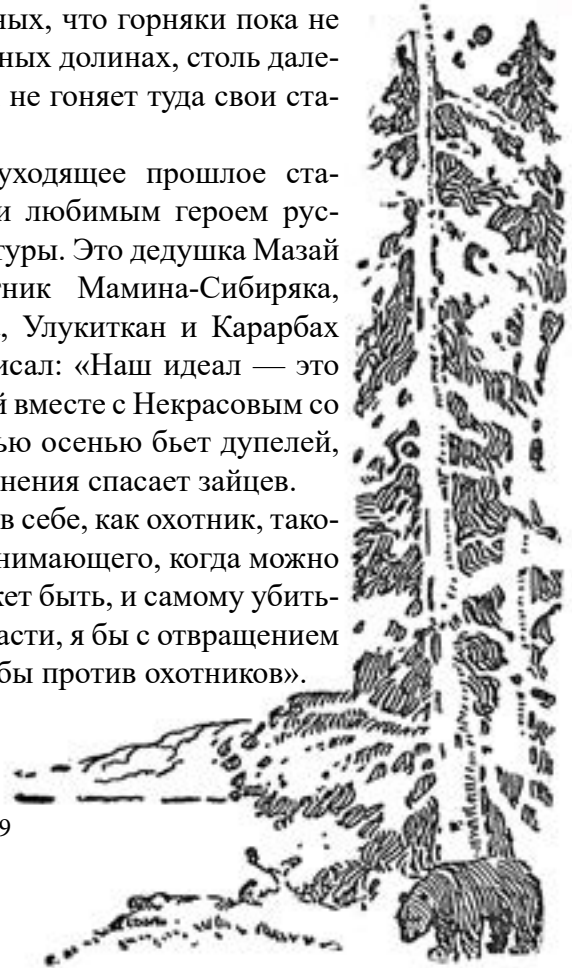 ных, что горняки пока не
ных долинах, столь дале-
не гоняет туда свои ста-
уходящее прошлое ста-
и любимым героем рус-
туры. Это дедушка Мазай
тник Мамина-Сибиряка,
, Улукиткан и Карарбах
исал: «Наш идеал — это
й вместе с Некрасовым со
ью осенью бьет дупелей,
нения спасает зайцев.
в себе, как охотник, тако-
нимающего, когда можно
кет быть, и самому убить-
асти, я бы с отвращением
бы против охотников».
9